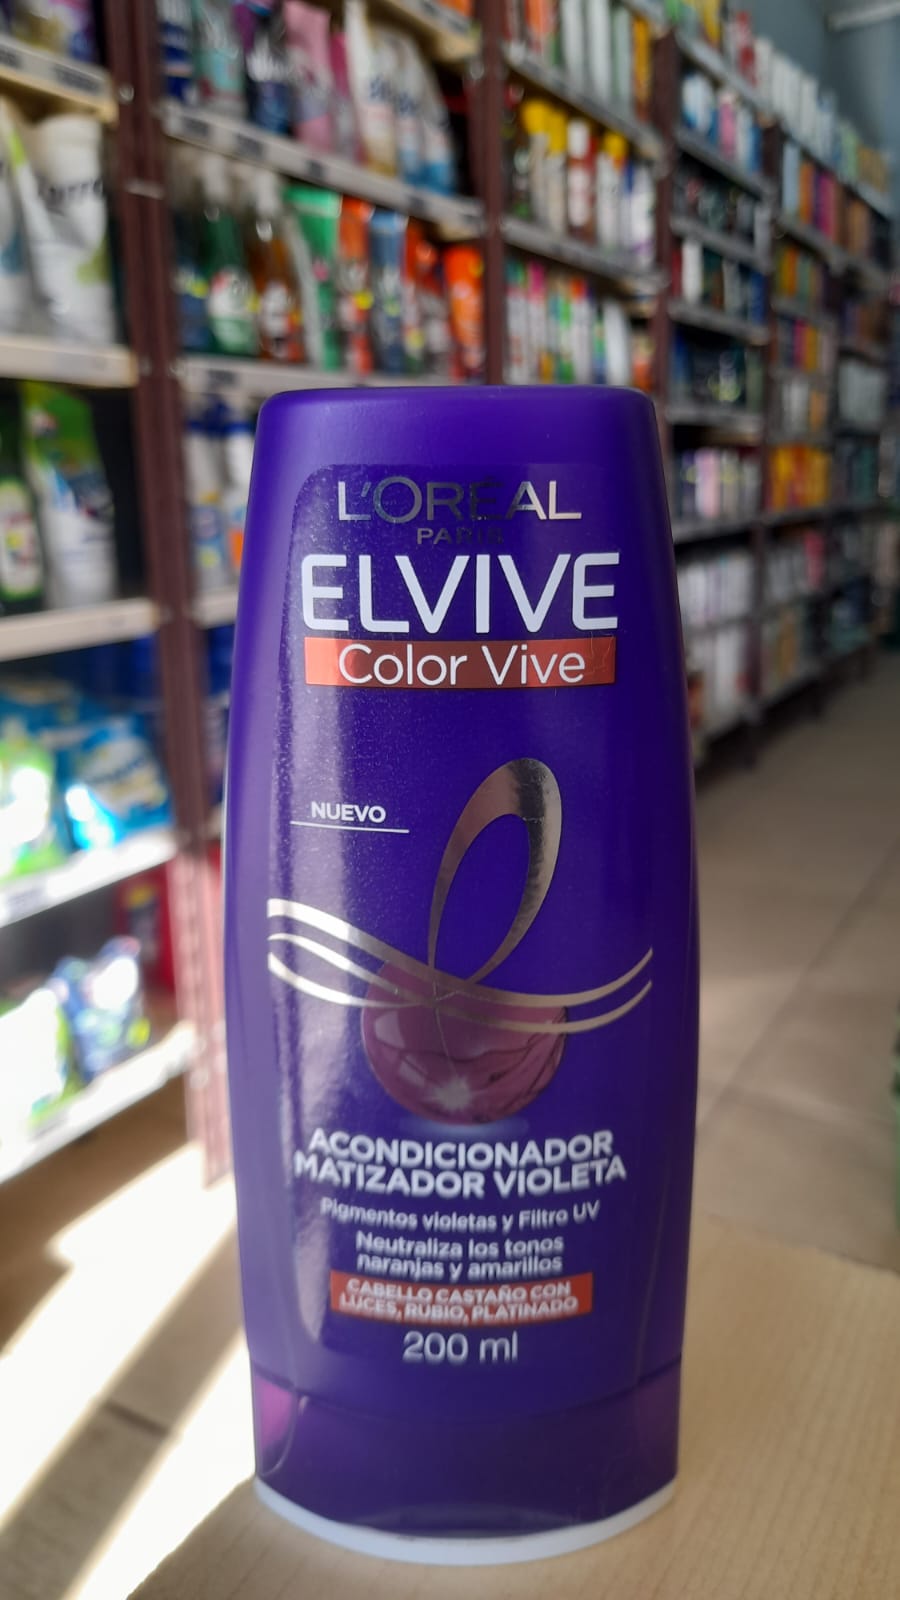 L'ORÉAL
PARIS
ELVIVE
Color Vive
NUEVO
ACONDICIONADOR
MATIZADOR VIOLETA
Pigmentos violetas y Filtro UV
Neutraliza los tonos
naranjas y amarillos
CABELLO CASTAÑO CON
LUCES, RUBIO, PLATINADO
200 ml